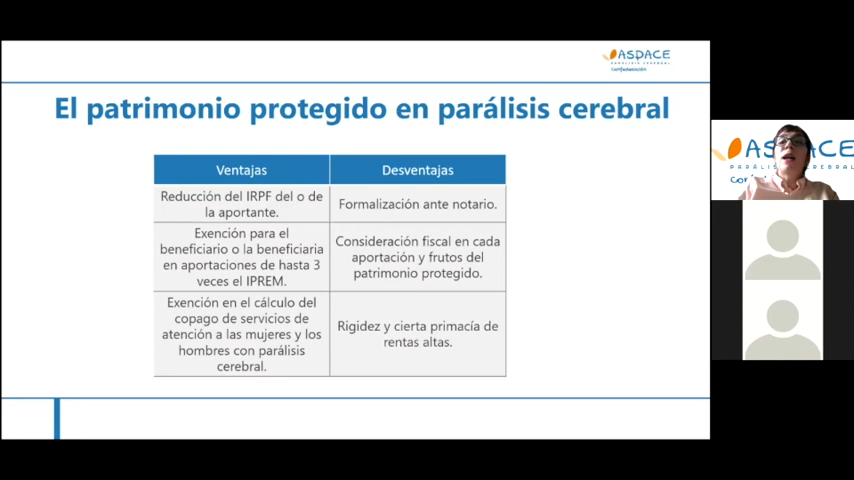 ASPACE
PARÁLISIS CEREBRAL
Confederación
El patrimonio protegido en parálisis cerebral
Ventajas
Desventajas
Reducción del IRPF del o de
la aportante.
Formalización ante notario.
Exención para el
beneficiario o la beneficiaria
en aportaciones de hasta 3
veces el IPREM.
Consideración fiscal en cada
aportación y frutos del
patrimonio protegido.
Exención en el cálculo del
copago de servicios de
atención a las mujeres y los
hombres con parálisis
cerebral.
Rigidez y cierta primacía de
rentas altas.